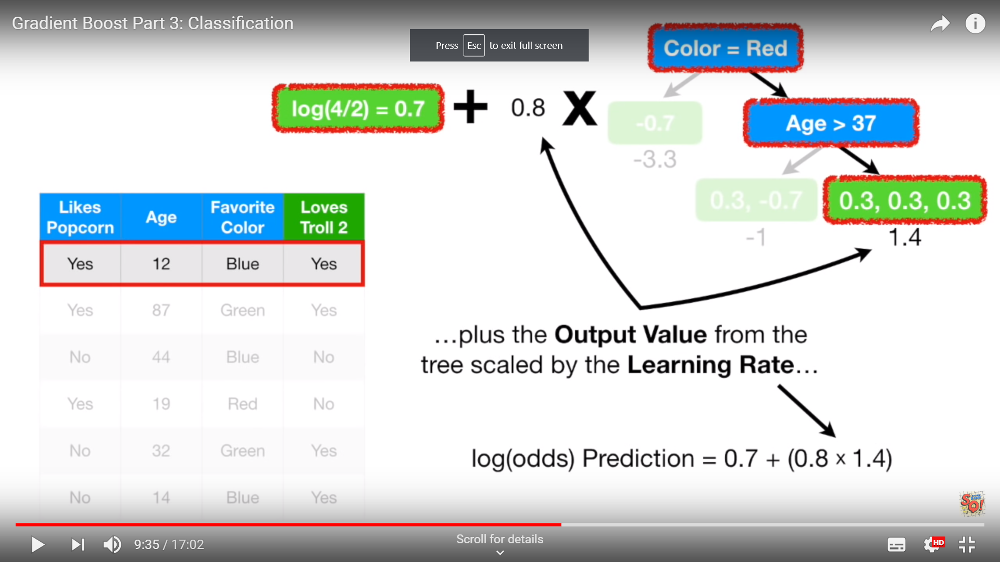 Gradient Boost Part 3: Classification
Press Esc to exit full screen
Color = Red
log(4/2) = 0.7 + 0.8 X
-0.7
-3.3
Age > 37
0.3, -0.7
-1
0.3, 0.3, 0.3
1.4
Likes Popcorn Age Favorite Color Loves Troll 2
Yes 12 Blue Yes
Yes 87 Green Yes
No 44 Blue No
Yes 19 Red No
No 32 Green Yes
No 14 Blue Yes
…plus the Output Value from the
tree scaled by the Learning Rate…
log(odds) Prediction = 0.7 + (0.8 x 1.4)
SQ!
9:35 / 17:02
Scroll for details
HD